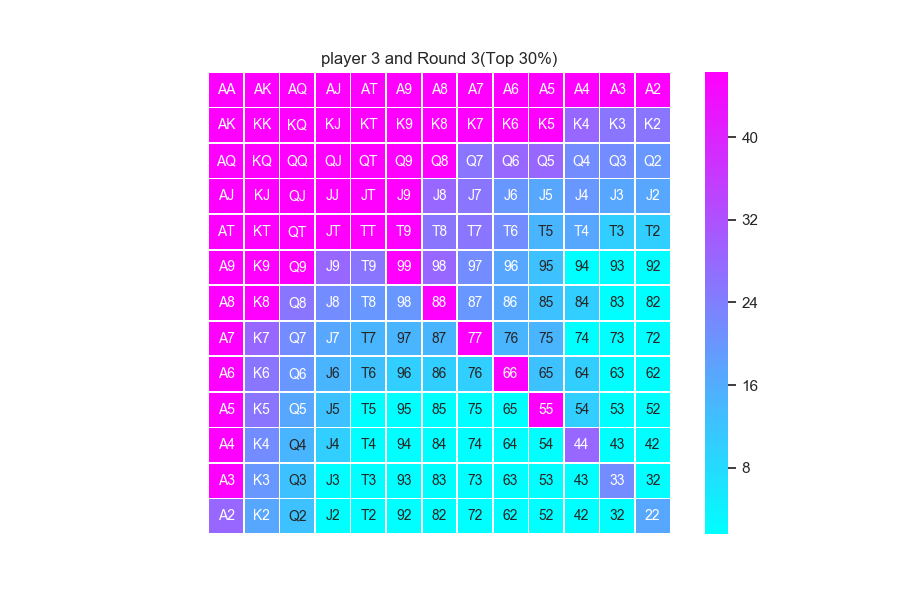 player 3 and Round 3(Top 30%)
AA AK AQ AJ AT A9 A8 A7 A6 A5 A4 A3 A2
AK KK KQ KJ KT K9 K8 K7 K6 K5 K4 K3 K2
AQ KQ QQ QJ QT Q9 Q8 Q7 Q6 Q5 Q4 Q3 Q2
AJ KJ QJ JJ JT J9 J8 J7 J6 J5 J4 J3 J2
AT KT QT JT TT T9 T8 T7 T6 T5 T4 T3 T2
A9 K9 Q9 J9 T9 99 98 97 96 95 94 93 92
A8 K8 Q8 J8 T8 98 88 87 86 85 84 83 82
A7 K7 Q7 J7 T7 97 87 77 76 75 74 73 72
A6 K6 Q6 J6 T6 96 86 76 66 65 64 63 62
A5 K5 Q5 J5 T5 95 85 75 65 55 54 53 52
A4 K4 Q4 J4 T4 94 84 74 64 54 44 43 42
A3 K3 Q3 J3 T3 93 83 73 63 53 43 33 32
A2 K2 Q2 J2 T2 92 82 72 62 52 42 32 22
40
32
24
16
8